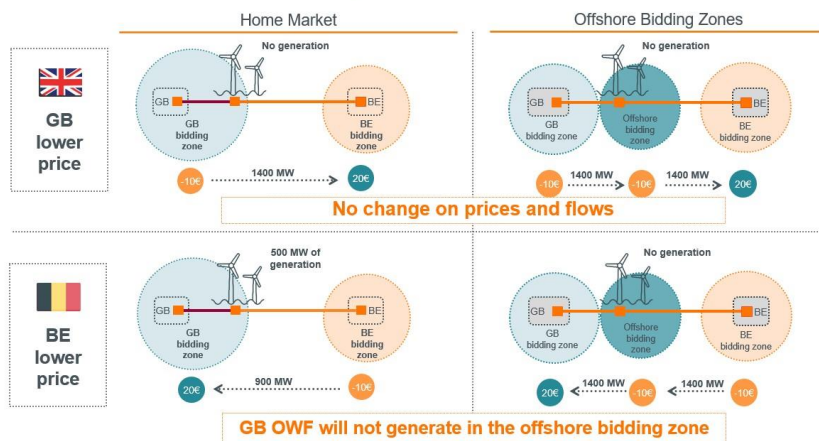 Home Market
Offshore Bidding Zones
GB
lower
price
No generation
GB
BE
GB
bidding
zone
BE
bidding
zone
-10€
1400 MW
20€
No generation
GB
BE
GB
bidding zone
Offshore
bidding
zone
BE
bidding zone
-10€
1400 MW
-10€
1400 MW
20€
No change on prices and flows
BE
lower
price
500 MW of
generation
GB
BE
GB
bidding
zone
BE
bidding
zone
20€
900 MW
-10€
No generation
GB
BE
GB
bidding zone
Offshore
bidding
zone
BE
bidding zone
20€
1400 MW
-10€
1400 MW
-10€
GB OWF will not generate in the offshore bidding zone